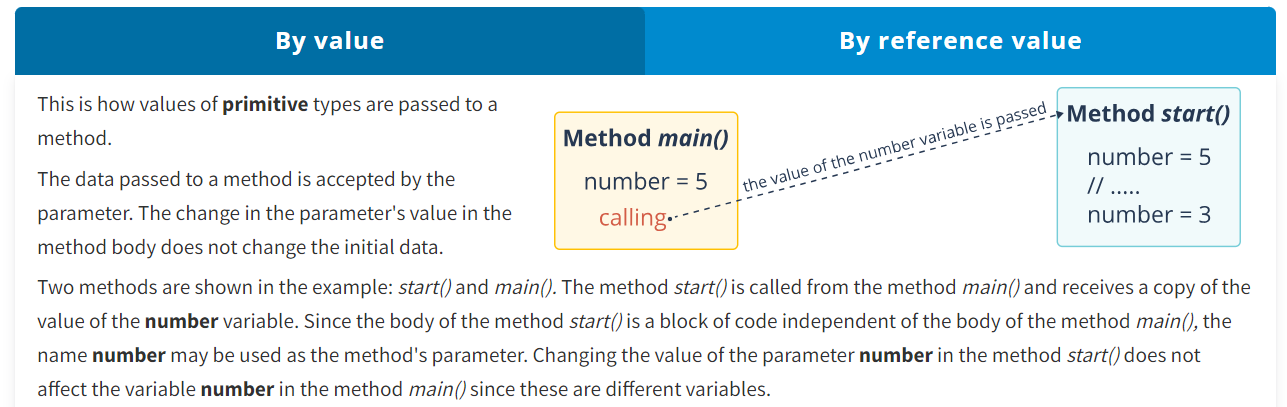 By value
By reference value
This is how values of primitive types are passed to a
method.
The data passed to a method is accepted by the
parameter. The change in the parameter's value in the
method body does not change the initial data.
Method main()
number = 5
calling
the value of the number variable is passed
Method start()
number = 5
// .....
number = 3
Two methods are shown in the example: start() and main(). The method start() is called from the method main() and receives a copy of the
value of the number variable. Since the body of the method start() is a block of code independent of the body of the method main(), the
name number may be used as the method's parameter. Changing the value of the parameter number in the method start() does not
affect the variable number in the method main() since these are different variables.